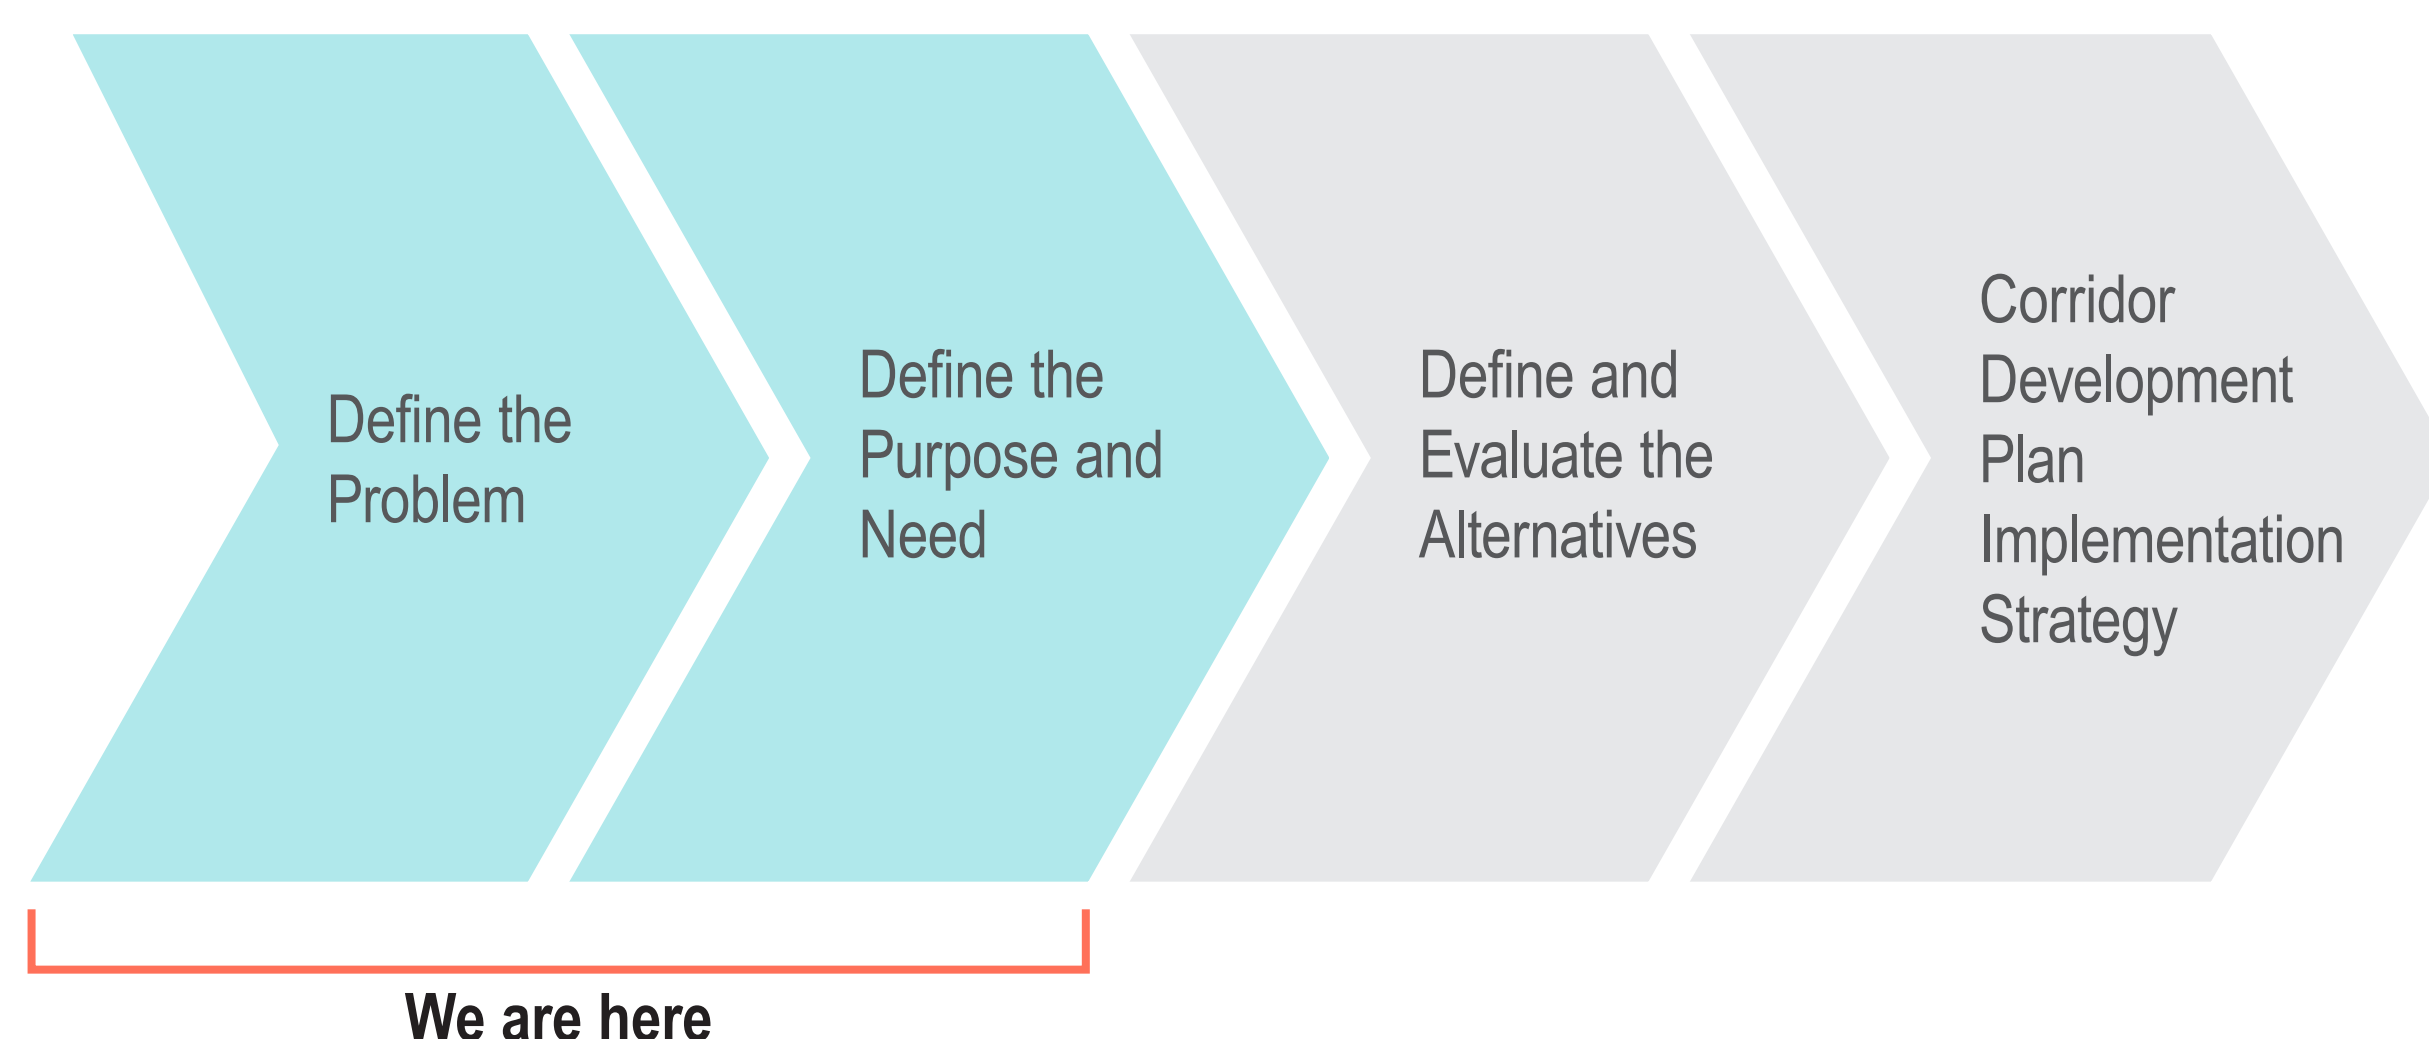 Define the
Problem
Define the
Purpose and
Need
Define and
Evaluate the
Alternatives
Corridor
Development
Plan
Implementation
Strategy
We are here